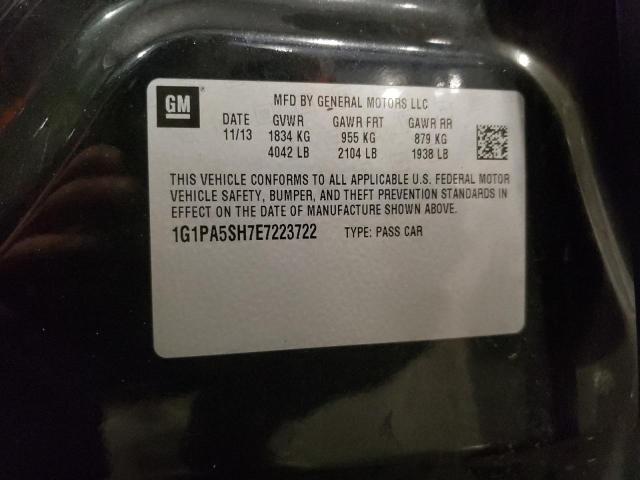 GM
MFD BY GENERAL MOTORS LLC
DATE GVWR GAWR FRT GAWR RR
11/13 1834 KG 955 KG 879 KG
4042 LB 2104 LB 1938 LB
THIS VEHICLE CONFORMS TO ALL APPLICABLE U.S. FEDERAL MOTOR
VEHICLE SAFETY, BUMPER, AND THEFT PREVENTION STANDARDS IN
EFFECT ON THE DATE OF MANUFACTURE SHOWN ABOVE.
1G1PA5SH7E7223722 TYPE: PASS CAR